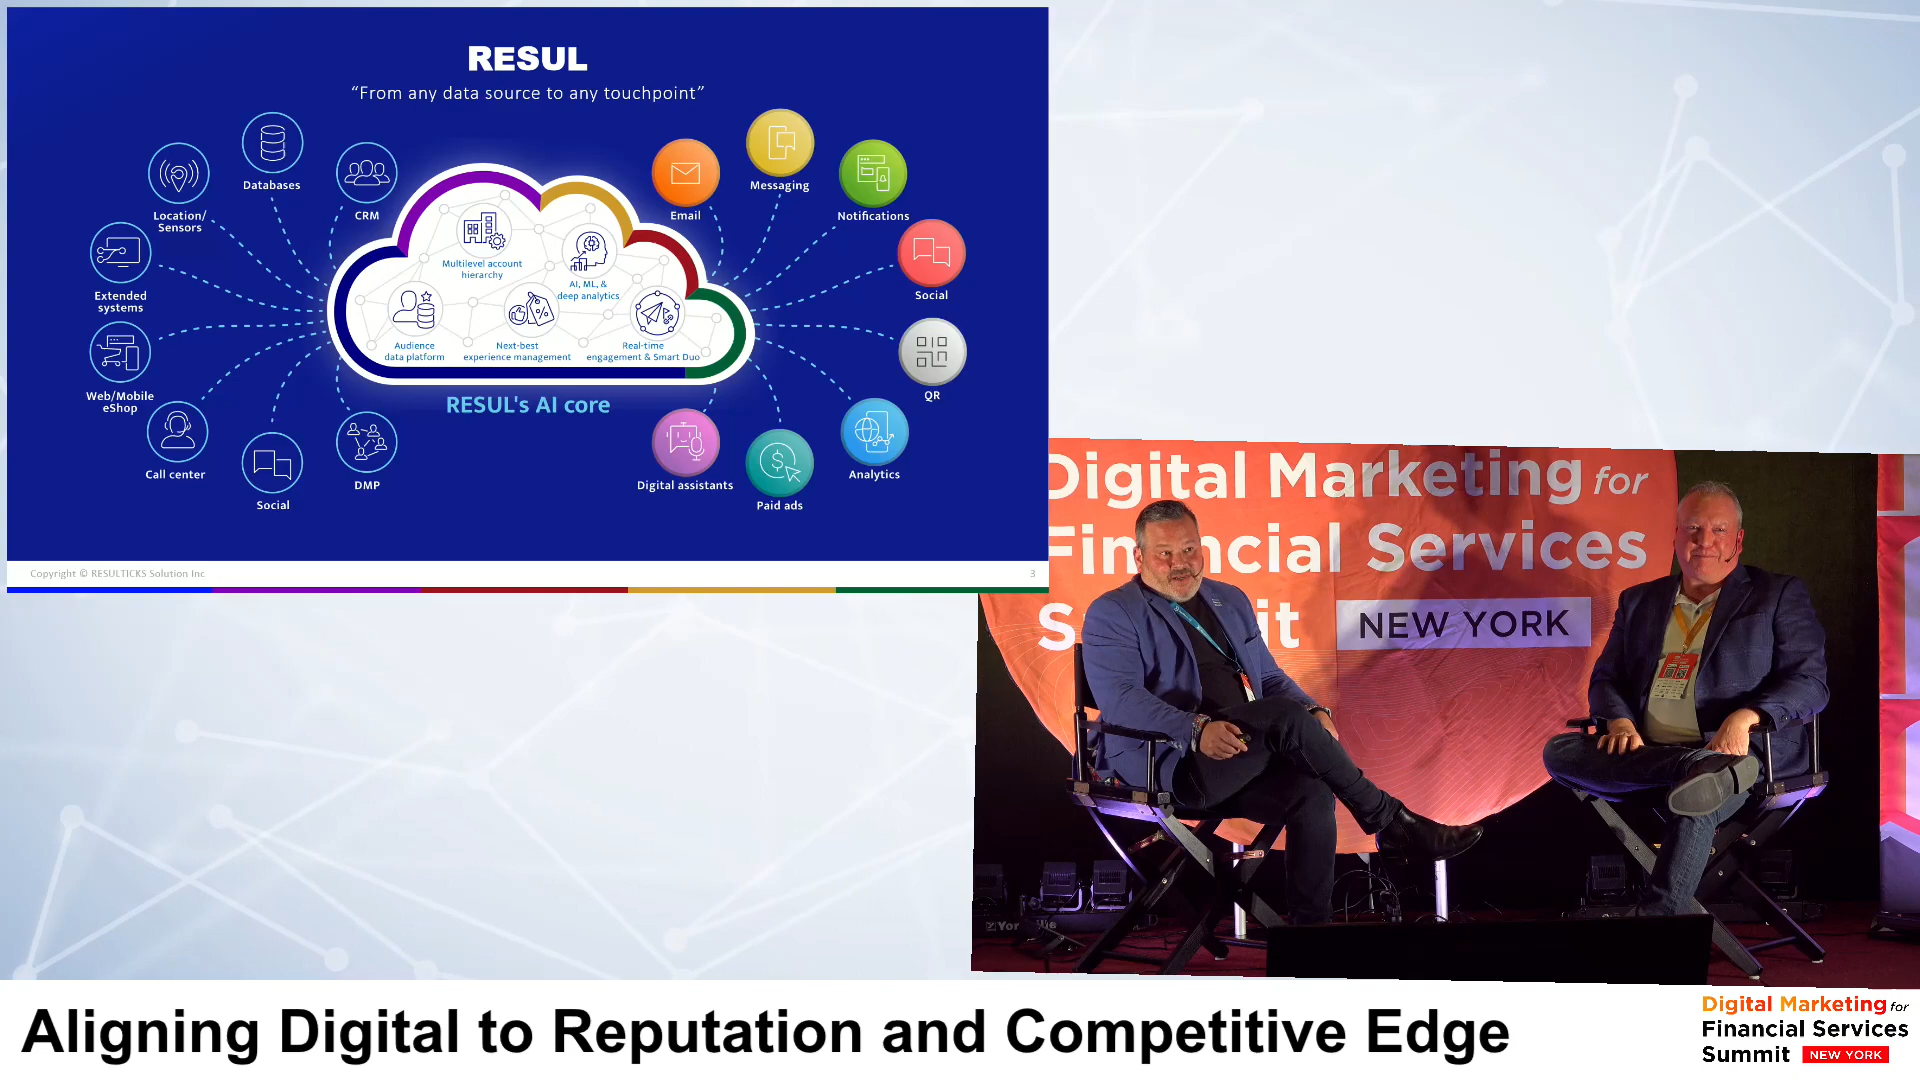 RESUL
“From any data source to any touchpoint”
Databases
Location/
Sensors
CRM
Extended
systems
Web/Mobile
eShop
Call center
Social
DMP
Multilevel account
hierarchy
AI, ML, &
deep analytics
Audience
data platform
Next-best
experience management
Real-time
engagement & Smart Duo
RESUL's AI core
Email
Messaging
Notifications
Social
QR
Analytics
Paid ads
Digital assistants
Copyright © RESULTICKS Solution Inc
3
Digital Marketing for
Financial Services
S it
NEW YORK
Aligning Digital to Reputation and Competitive Edge
Digital Marketing for
Financial Services
Summit NEW YORK